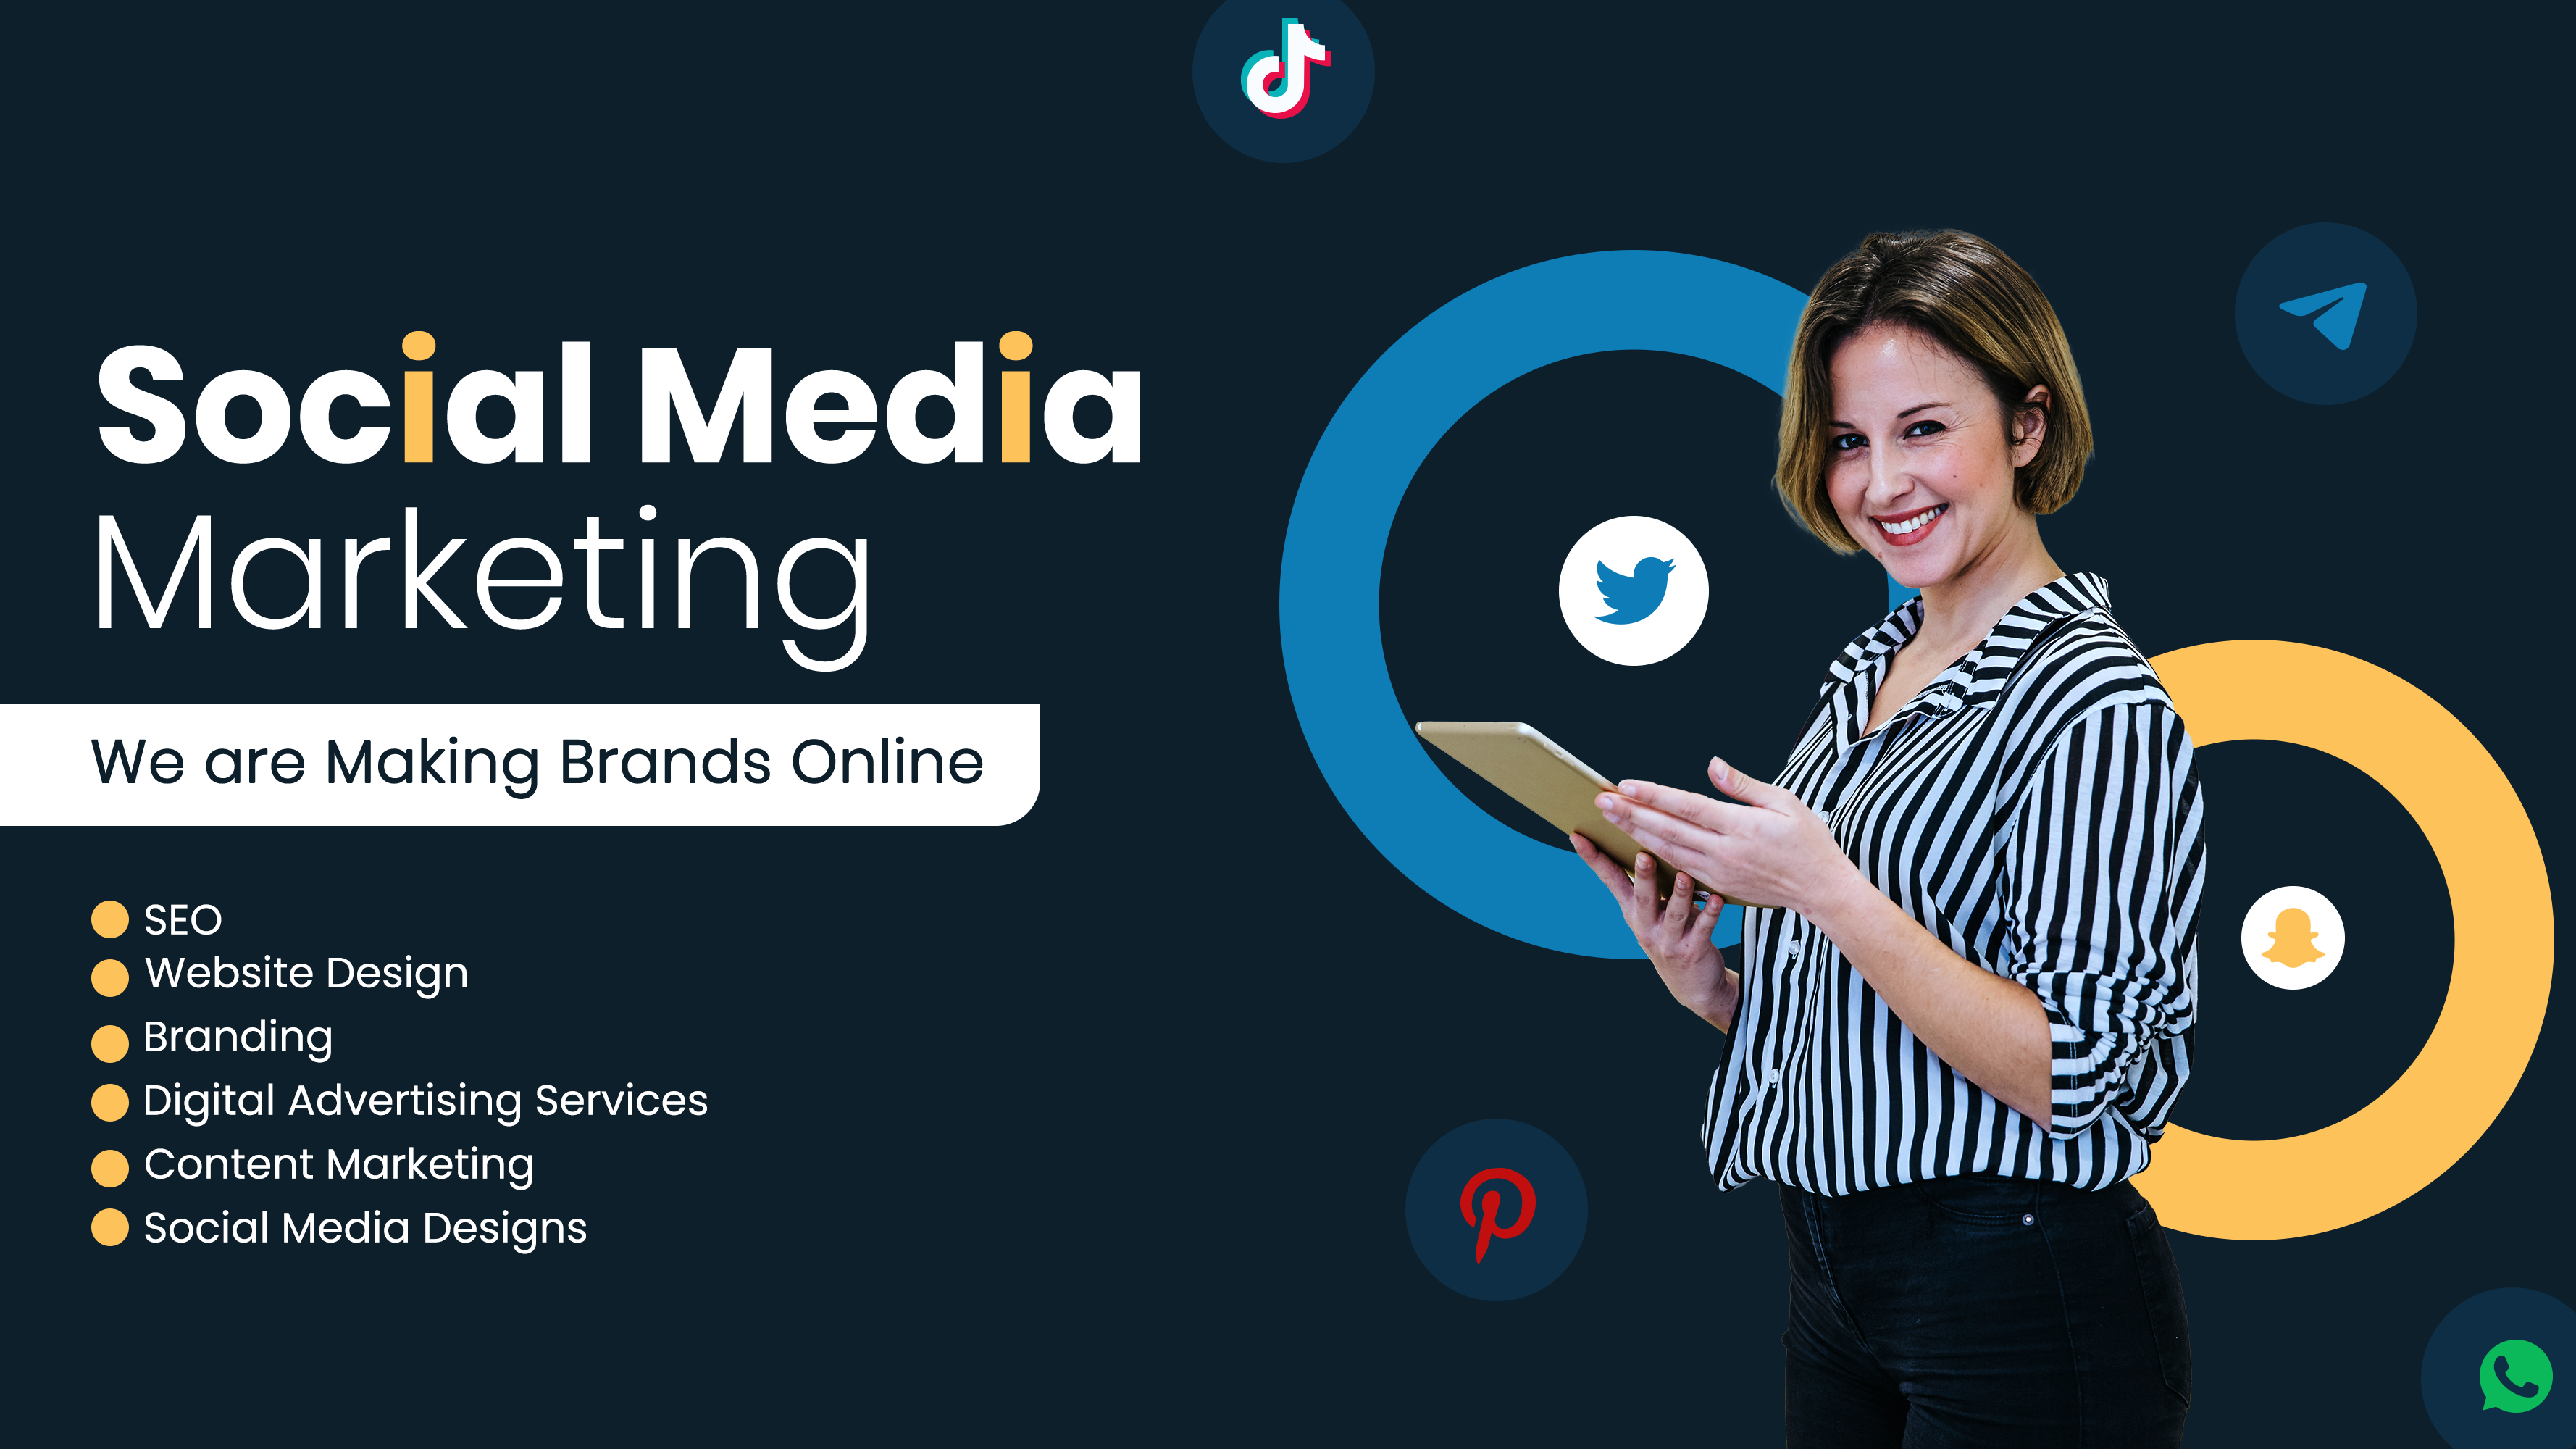 Social Media
Marketing
We are Making Brands Online
SEO
Website Design
Branding
Digital Advertising Services
Content Marketing
Social Media Designs